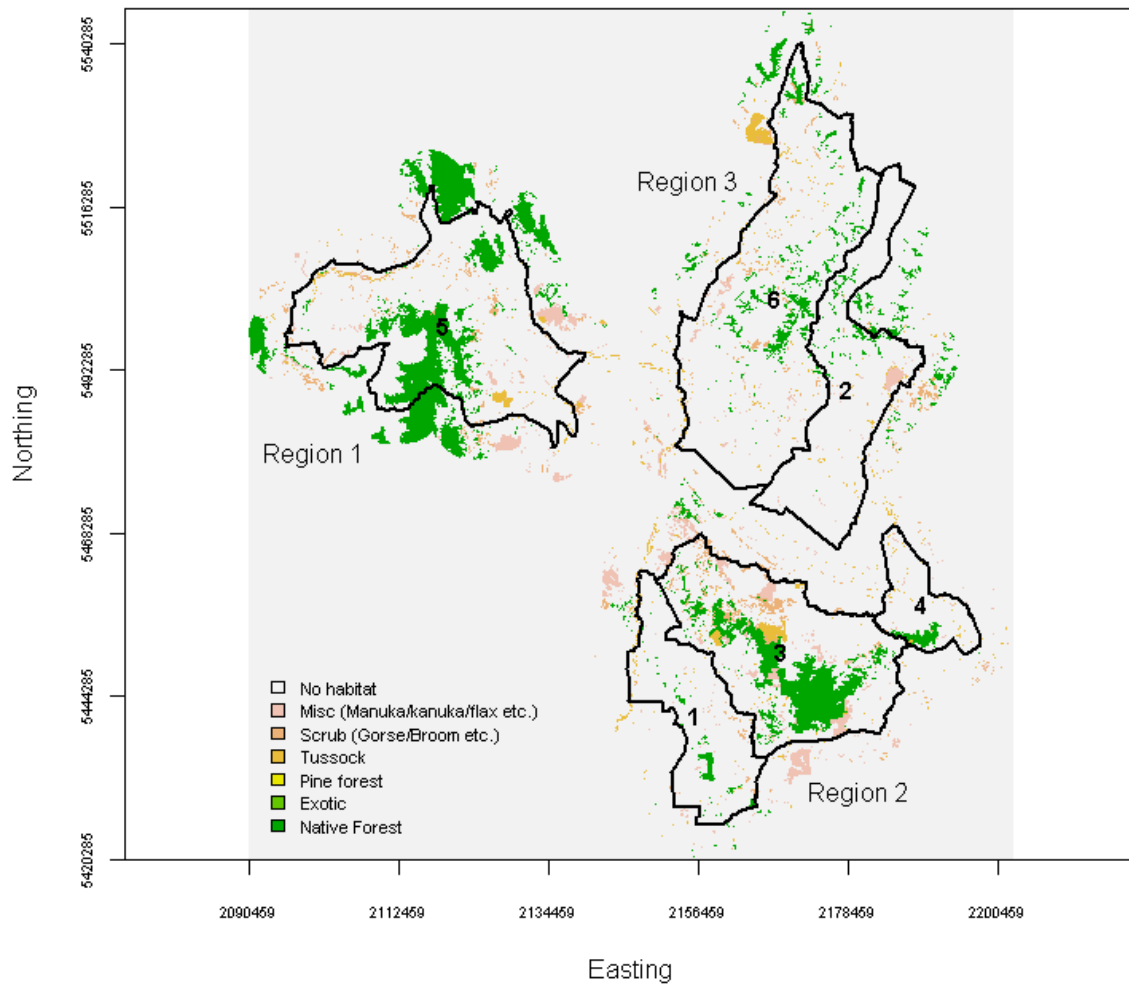 5540285
5516285
5492285
5468285
5444285
5420285
Northing
Region 3
Region 1
Region 2
5
6
2
4
3
1
No habitat
Misc (Manuka/kanuka/flax etc.)
Scrub (Gorse/Broom etc.)
Tussock
Pine forest
Exotic
Native Forest
2090459
2112459
2134459
2156459
2178459
2200459
Easting